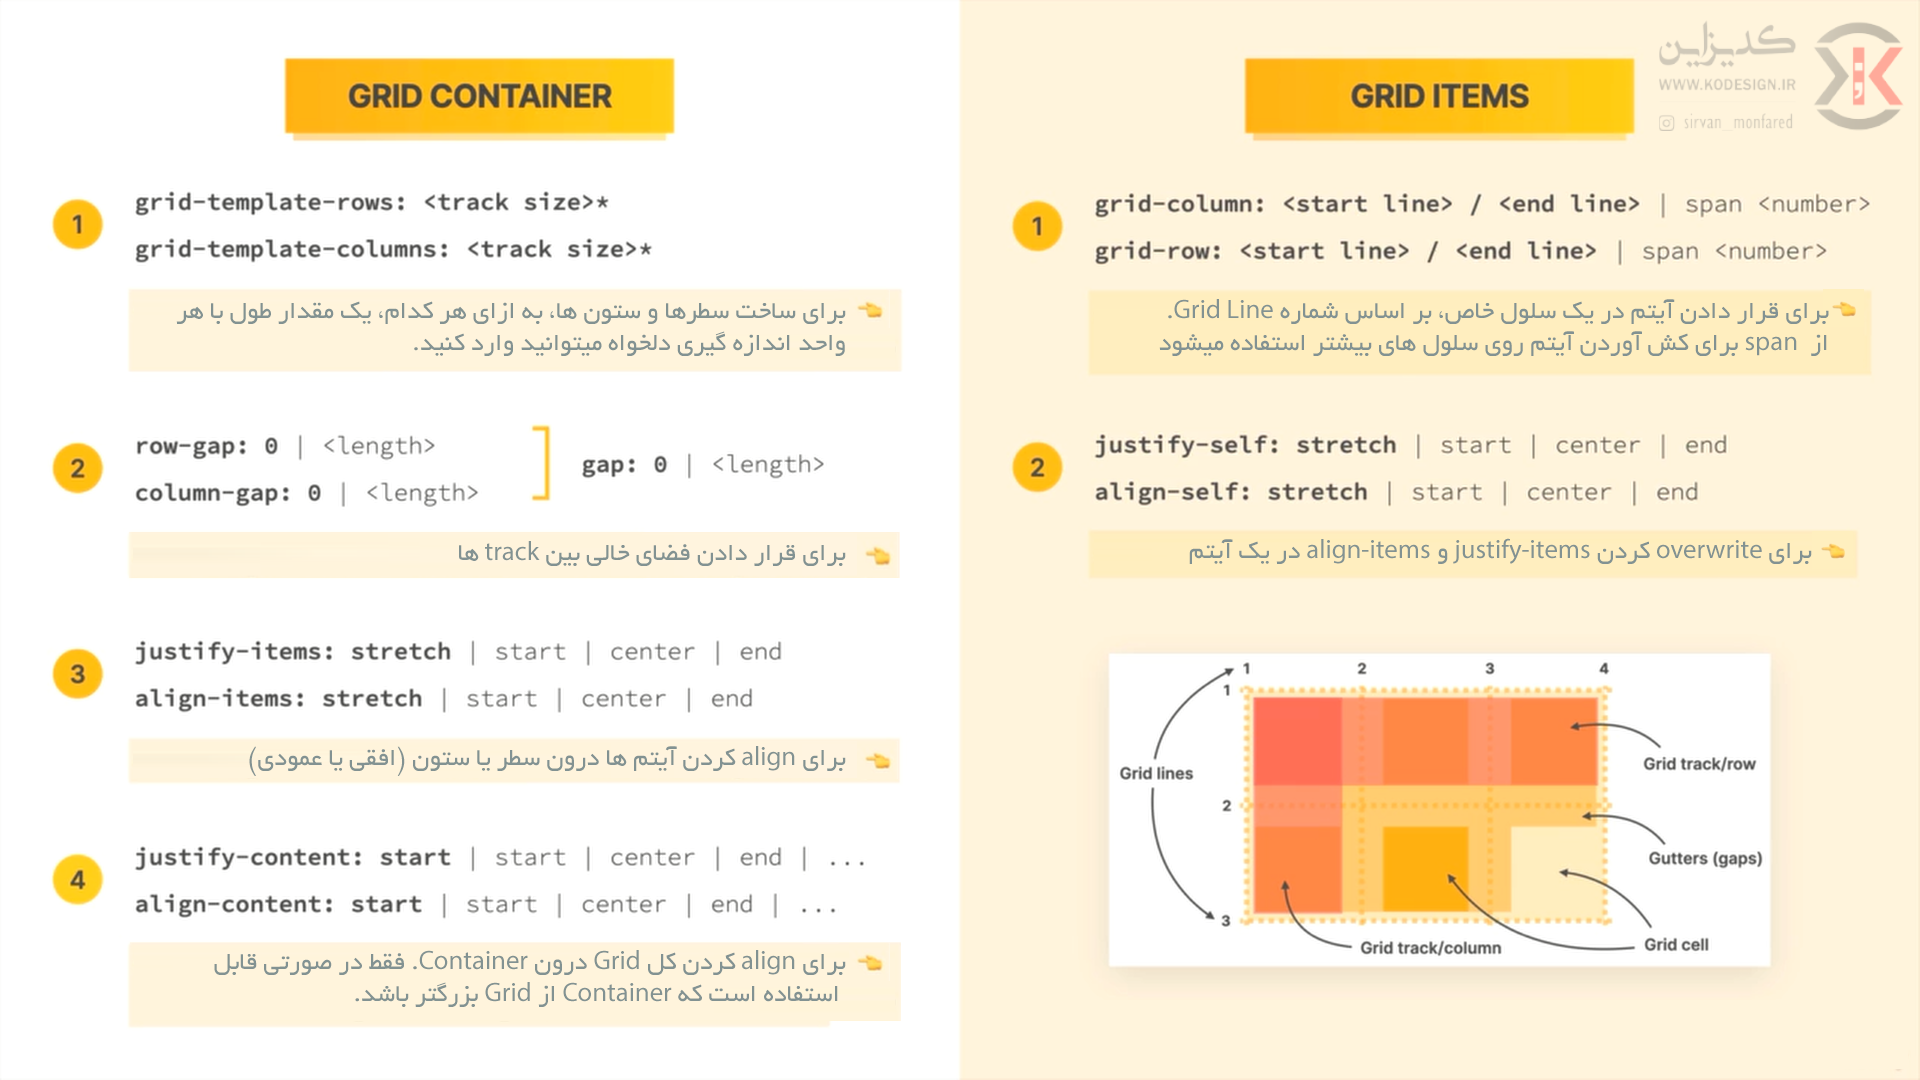 GRID CONTAINER
1
grid-template-rows: <track size>*
grid-template-columns: <track size>*
برای ساخت سطرها و ستون ها، به ازای هر کدام، یک مقدار طول با هر
واحد اندازه گیری دلخواه میتوانید وارد کنید.
2
row-gap: 0 | <length>
column-gap: 0 | <length>
gap: 0 | <length>
برای قرار دادن فضای خالی بین track ها
3
justify-items: stretch | start | center | end
align-items: stretch | start | center | end
برای align کردن آیتم ها درون سطر یا ستون (افقی یا عمودی)
4
justify-content: start | start | center | end | ...
align-content: start | start | center | end | ...
برای align کردن کل Grid درون Container. فقط در صورتی قابل
استفاده است که Container از Grid بزرگتر باشد.
GRID ITEMS
کدیزاین
WWW.KODESIGN.IR
sirvan_monfared
1
grid-column: <start line> / <end line> | span <number>
grid-row: <start line> / <end line> | span <number>
برای قرار دادن آیتم در یک سلول خاص، بر اساس شماره Grid Line.
از span برای کش آوردن آیتم روی سلول های بیشتر استفاده میشود
2
justify-self: stretch | start | center | end
align-self: stretch | start | center | end
برای overwrite کردن justify-items و align-items در یک آیتم
1 2 3 4
1
Grid track/row
Grid lines
2
Gutters (gaps)
3
Grid cell
Grid track/column